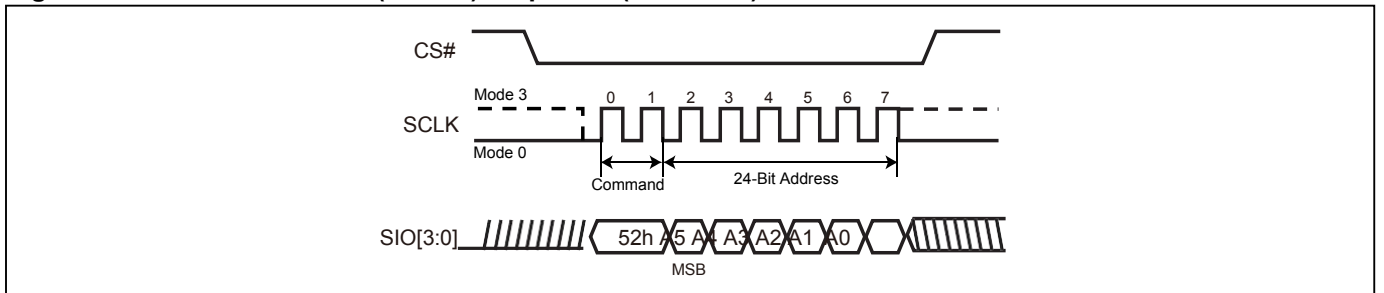 CS#
Mode 3
0 1 2 3 4 5 6 7
SCLK
Mode 0
Command
24-Bit Address
SIO[3:0]
52h A5 A4 A3 A2 A1 A0
MSB